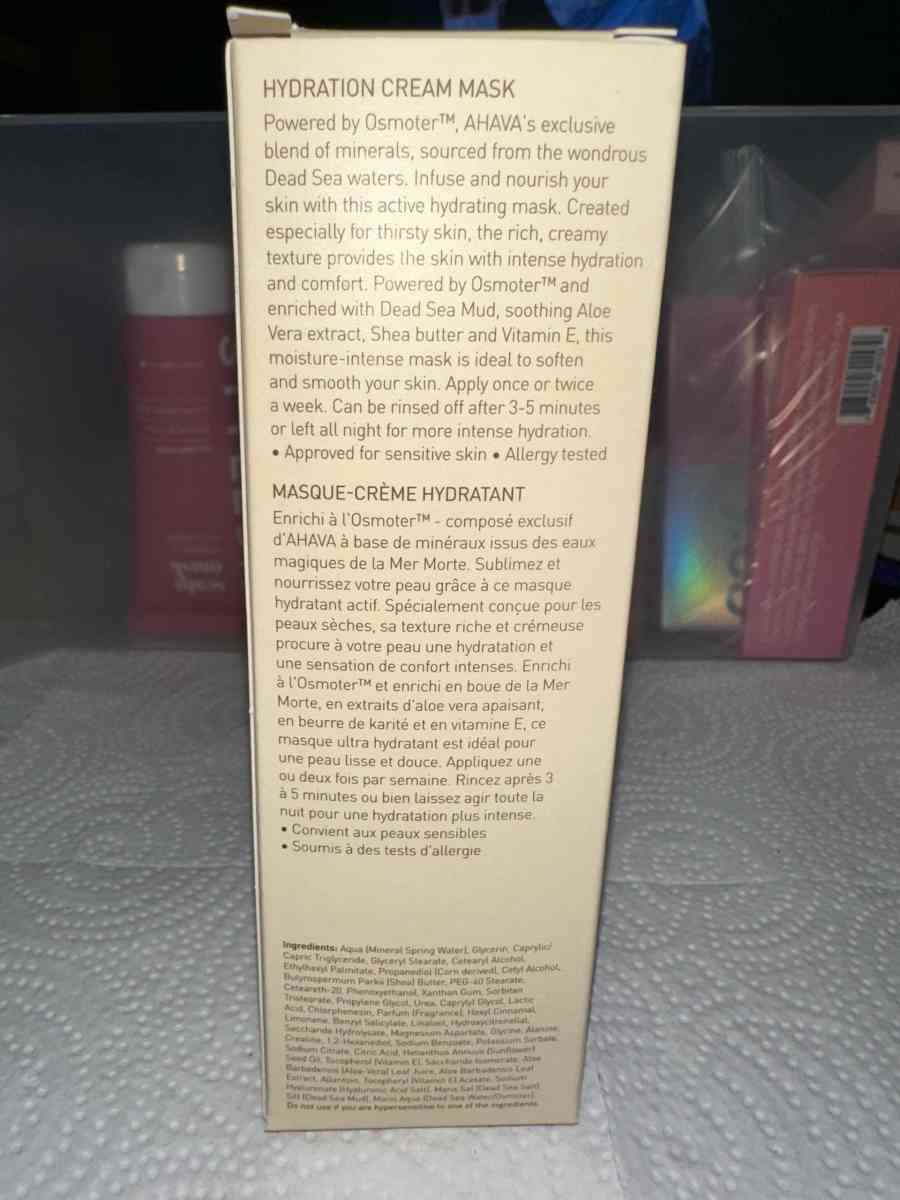 HYDRATION CREAM MASK
Powered by Osmoter™, AHAVA's exclusive
blend of minerals, sourced from the wondrous
Dead Sea waters. Infuse and nourish your
skin with this active hydrating mask. Created
especially for thirsty skin, the rich, creamy
texture provides the skin with intense hydration
and comfort. Powered by Osmoter™ and
enriched with Dead Sea Mud, soothing Aloe
Vera extract, Shea butter and Vitamin E, this
moisture-intense mask is ideal to soften
and smooth your skin. Apply once or twice
a week. Can be rinsed off after 3-5 minutes
or left all night for more intense hydration.
• Approved for sensitive skin • Allergy tested
MASQUE-CRÈME HYDRATANT
Enrichi à l'Osmoter™ - composé exclusif
d'AHAVA à base de minéraux issus des eaux
magiques de la Mer Morte. Sublimez et
nourrissez votre peau grâce à ce masque
hydratant actif. Spécialement conçue pour les
peaux sèches, sa texture riche et crémeuse
procure à votre peau une hydratation et
une sensation de confort intenses. Enrichi
à l'Osmoter™ et enrichi en boue de la Mer
Morte, en extraits d'aloe vera apaisant,
en beurre de karité et en vitamine E, ce
masque ultra hydratant est idéal pour
une peau lisse et douce. Appliquez une
ou deux fois par semaine. Rincez après 3
à 5 minutes ou bien laissez agir toute la
nuit pour une hydratation plus intense.
• Convient aux peaux sensibles
• Soumis à des tests d'allergie
Ingredients: Aqua (Mineral Spring Water), Glycerin, Caprylic/
Capric Triglyceride, Glyceryl Stearate, Cetearyl Alcohol,
Ethylhexyl Palmitate, Propanediol (Corn derived), Cetyl Alcohol,
Butyrospermum Parkii (Shea) Butter, PEG-40 Stearate,
Ceteareth-20, Phenoxyethanol, Xanthan Gum, Sorbitan
Tristearate, Propylene Glycol, Urea, Caprylyl Glycol, Lactic
Acid, Chlorphenesin, Parfum (Fragrance), Hexyl Cinnamal,
Limonene, Benzyl Salicylate, Linalool, Hydroxycitronellal,
Saccharide Hydrolysate, Magnesium Aspartate, Glycine, Alanine,
Creatine, 1,2-Hexanediol, Sodium Benzoate, Potassium Sorbate,
Sodium Citrate, Citric Acid, Helianthus Annuus (Sunflower)
Seed Oil, Tocopherol (Vitamin E), Saccharide Isomerate, Aloe
Barbadensis (Aloe-Vera) Leaf Juice, Aloe Barbadensis Leaf
Extract, Allantoin, Tocopheryl (Vitamin E) Acetate, Sodium
Hyaluronate (Hyaluronic Acid Salt), Maris Sal (Dead Sea Salt),
Silt (Dead Sea Mud), Maris Aqua (Dead Sea Water/Osmoter).
Do not use if you are hypersensitive to one of the ingredients.